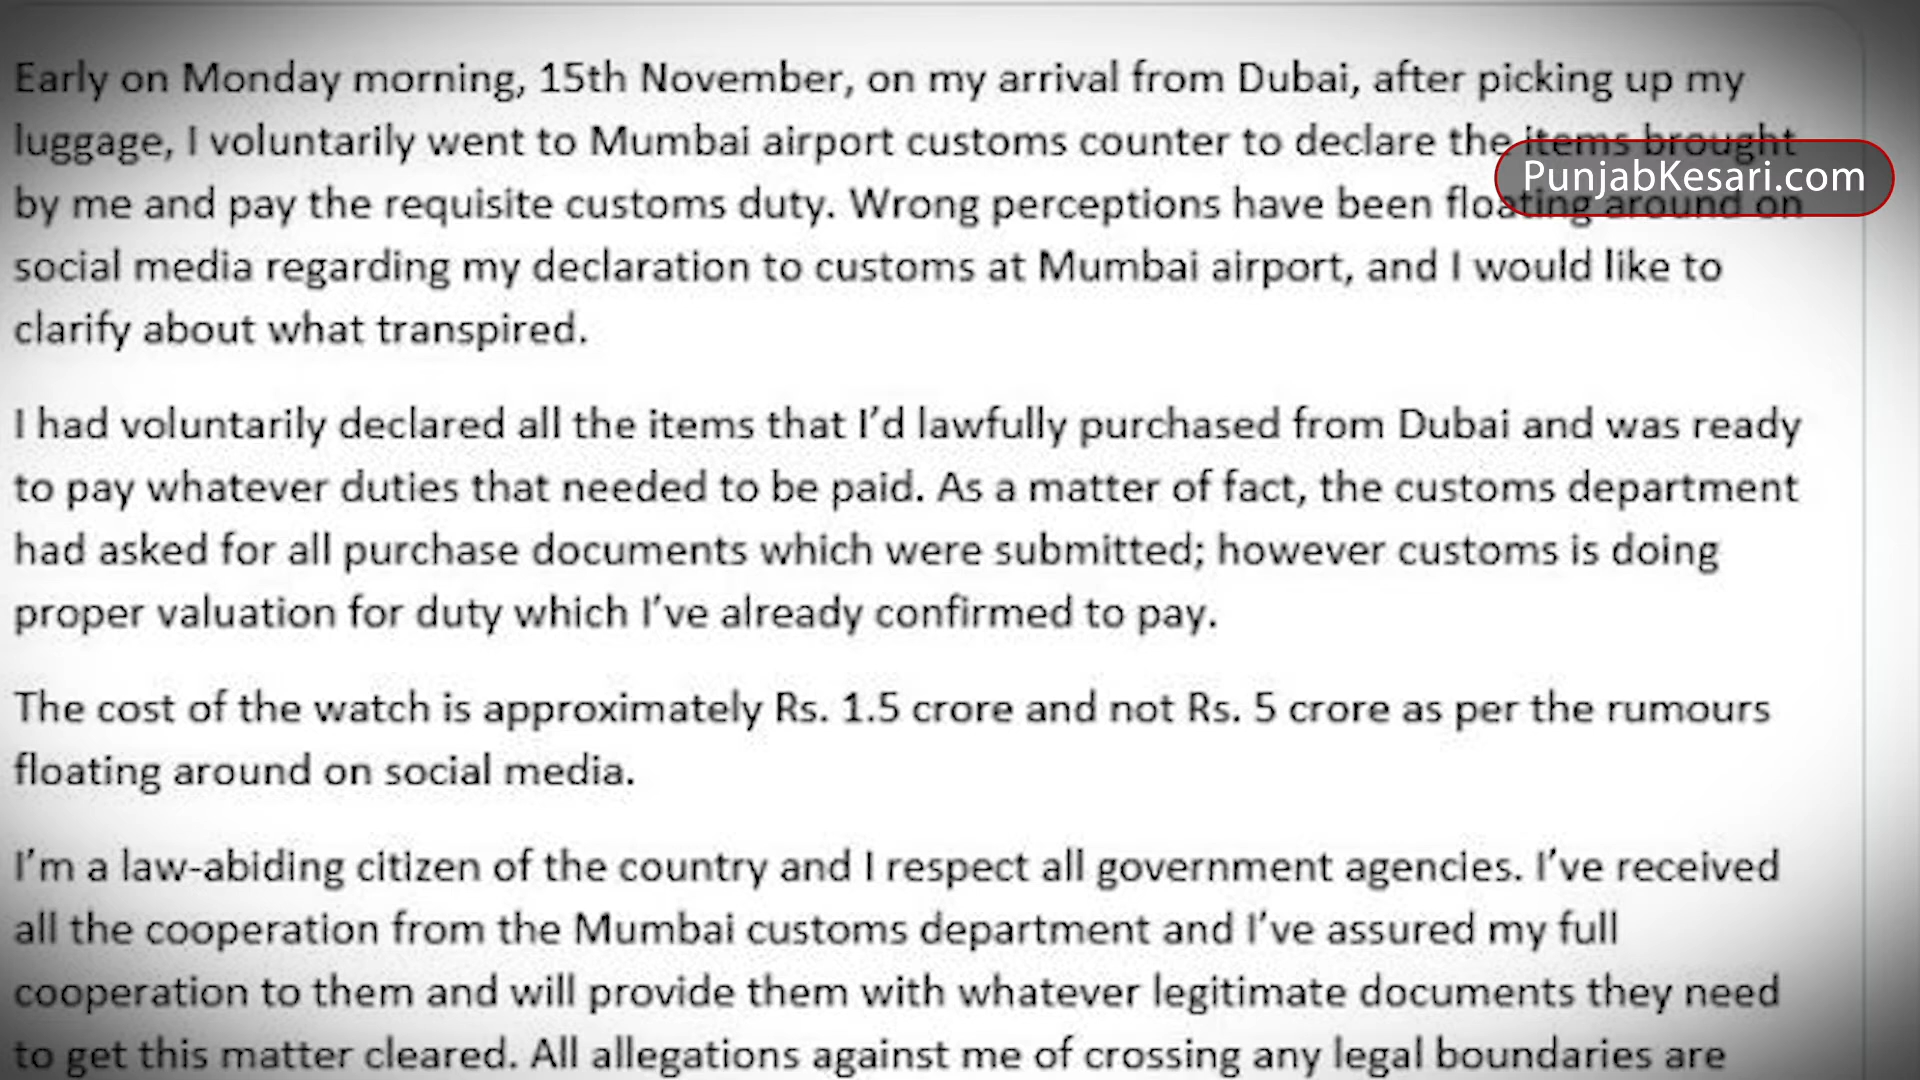 Early on Monday morning, 15th November, on my arrival from Dubai, after picking up my
luggage, I voluntarily went to Mumbai airport customs counter to declare the items brought
PunjabKesari.com
by me and pay the requisite customs duty. Wrong perceptions have been floating around on
social media regarding my declaration to customs at Mumbai airport, and I would like to
clarify about what transpired.
I had voluntarily declared all the items that I’d lawfully purchased from Dubai and was ready
to pay whatever duties that needed to be paid. As a matter of fact, the customs department
had asked for all purchase documents which were submitted; however customs is doing
proper valuation for duty which I’ve already confirmed to pay.
The cost of the watch is approximately Rs. 1.5 crore and not Rs. 5 crore as per the rumours
floating around on social media.
I’m a law-abiding citizen of the country and I respect all government agencies. I’ve received
all the cooperation from the Mumbai customs department and I’ve assured my full
cooperation to them and will provide them with whatever legitimate documents they need
to get this matter cleared. All allegations against me of crossing any legal boundaries are